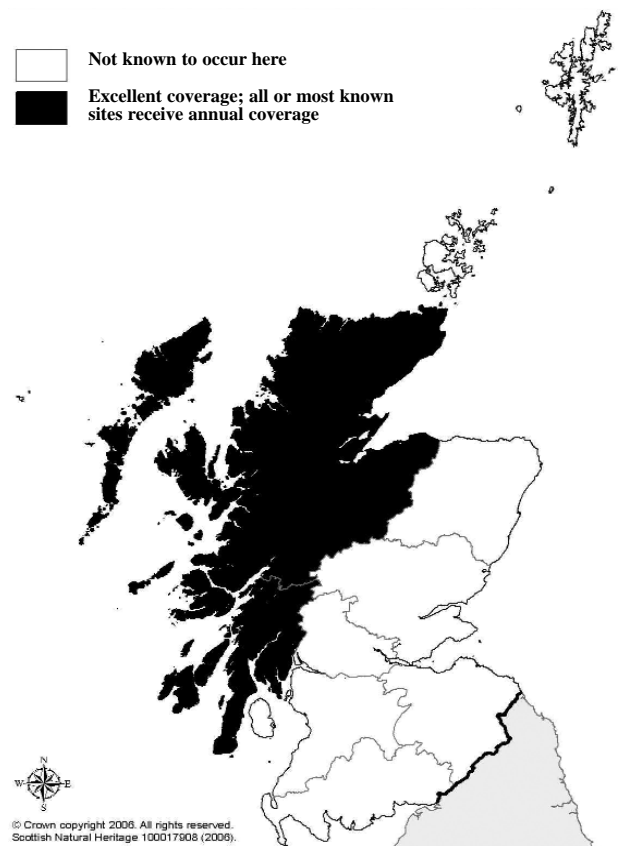 Not known to occur here
Excellent coverage; all or most known
sites receive annual coverage
N
W E
S
© Crown copyright 2006. All rights reserved.
Scottish Natural Heritage 100017908 (2006).